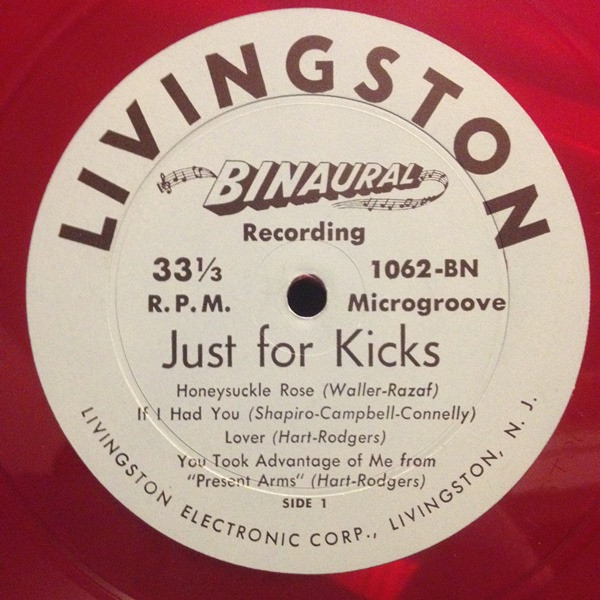 LIVINGSTON
BINAURAL
Recording
33⅓ 1062-BN
R.P.M. Microgroove
Just for Kicks
Honeysuckle Rose (Waller-Razaf)
If I Had You (Shapiro-Campbell-Connelly)
Lover (Hart-Rodgers)
You Took Advantage of Me from
"Present Arms" (Hart-Rodgers)
SIDE 1
LIVINGSTON ELECTRONIC CORP., LIVINGSTON, N. J.